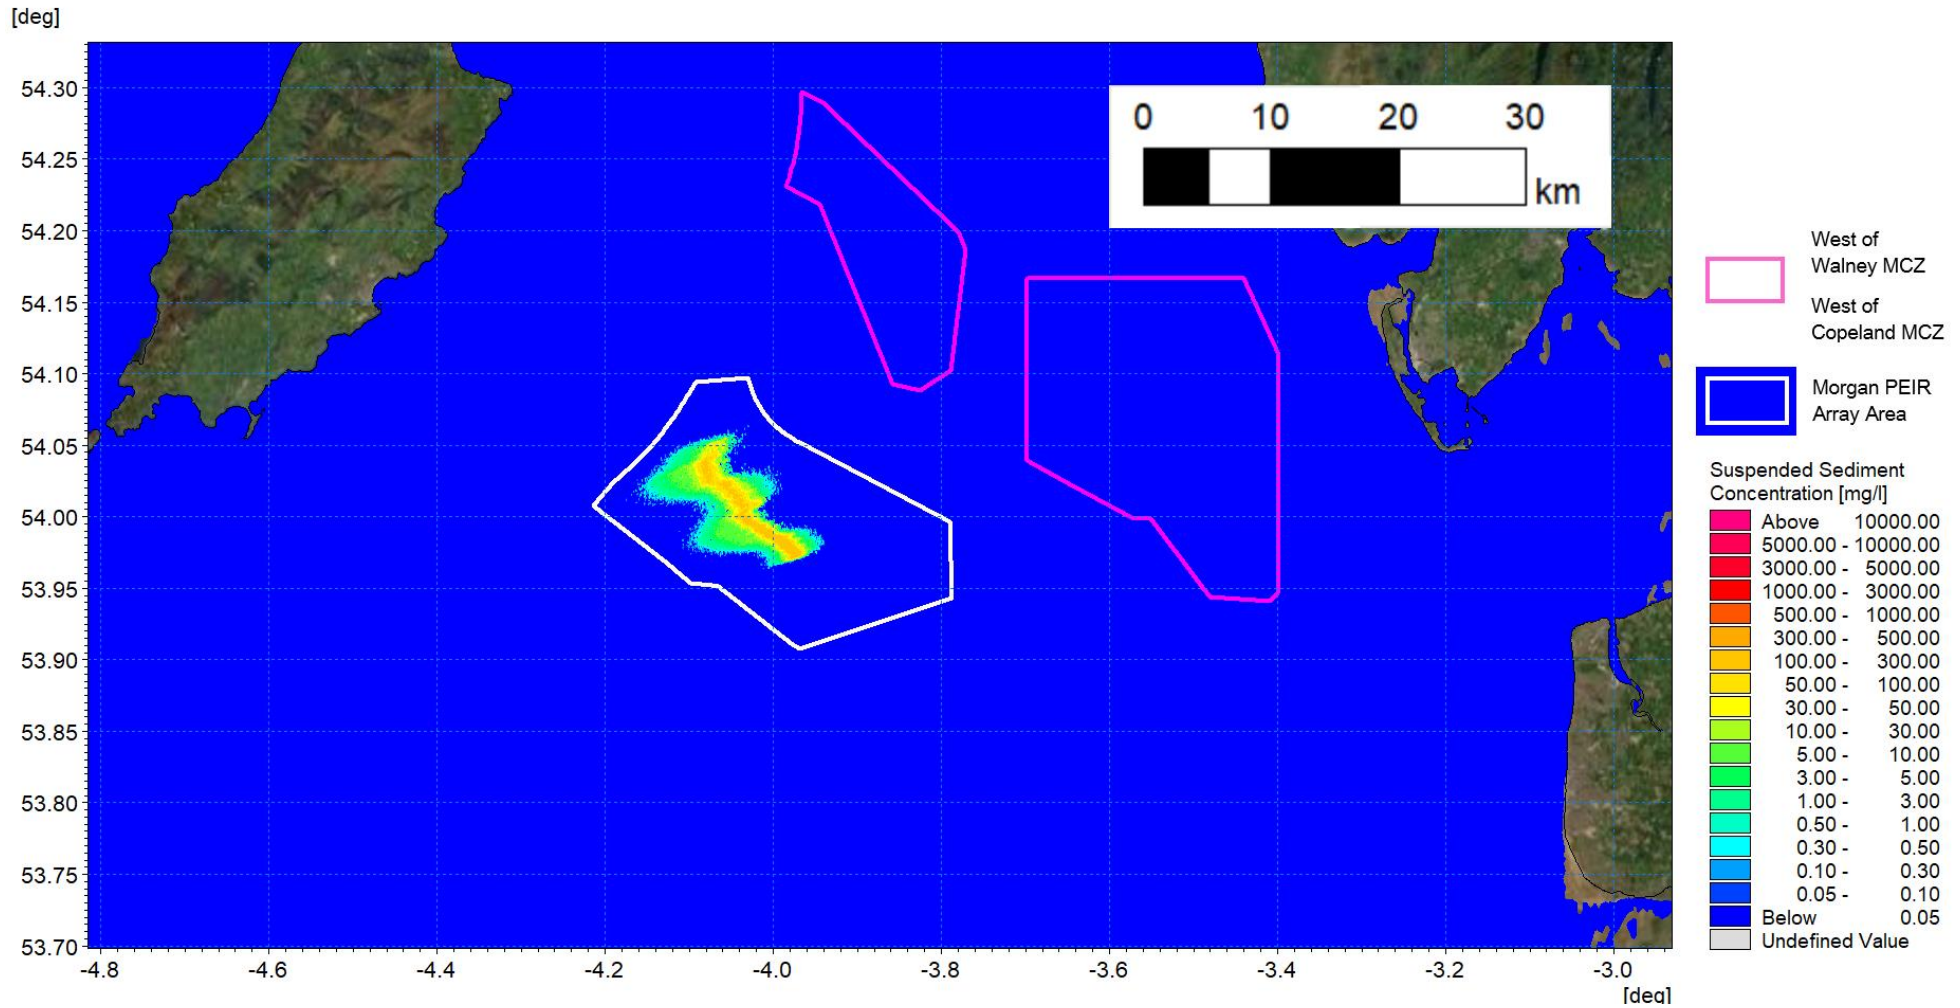 [deg]
54.30
54.25
54.20
54.15
54.10
54.05
54.00
53.95
53.90
53.85
53.80
53.75
53.70
-4.8 -4.6 -4.4 -4.2 -4.0 -3.8 -3.6 -3.4 -3.2 -3.0
[deg]
0 10 20 30
km
West of
Walney MCZ
West of
Copeland MCZ
Morgan PEIR
Array Area
Suspended Sediment
Concentration [mg/l]
Above 10000.00
5000.00 - 10000.00
3000.00 - 5000.00
1000.00 - 3000.00
500.00 - 1000.00
300.00 - 500.00
100.00 - 300.00
50.00 - 100.00
30.00 - 50.00
10.00 - 30.00
5.00 - 10.00
3.00 - 5.00
1.00 - 3.00
0.50 - 1.00
0.30 - 0.50
0.10 - 0.30
0.05 - 0.10
Below 0.05
Undefined Value